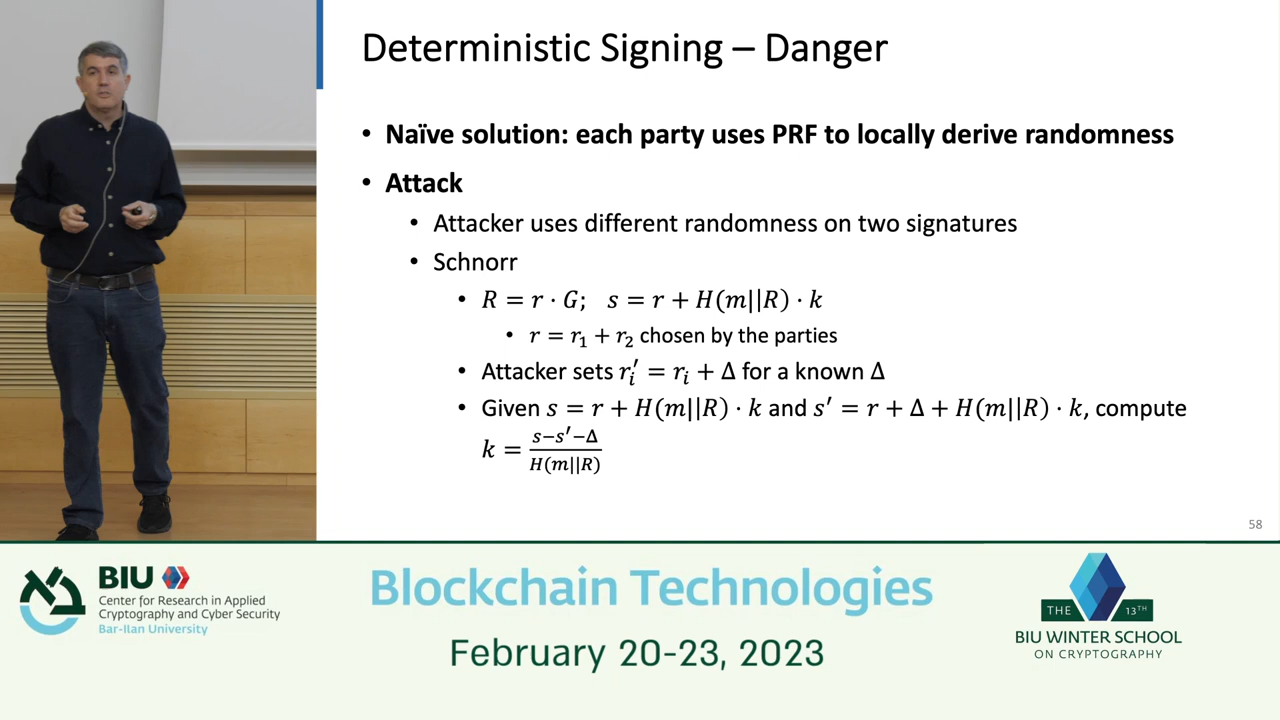 Deterministic Signing – Danger
• Naïve solution: each party uses PRF to locally derive randomness
• Attack
• Attacker uses different randomness on two signatures
• Schnorr
• R = r · G; s = r + H(m||R) · k
• r = r₁ + r₂ chosen by the parties
• Attacker sets rᵢ′ = rᵢ + Δ for a known Δ
• Given s = r + H(m||R) · k and s′ = r + Δ + H(m||R) · k, compute
k = (s−s′−Δ)/H(m||R)
58
BIU
Center for Research in Applied
Cryptography and Cyber Security
Bar-Ilan University
Blockchain Technologies
February 20-23, 2023
THE 13TH
BIU WINTER SCHOOL
ON CRYPTOGRAPHY